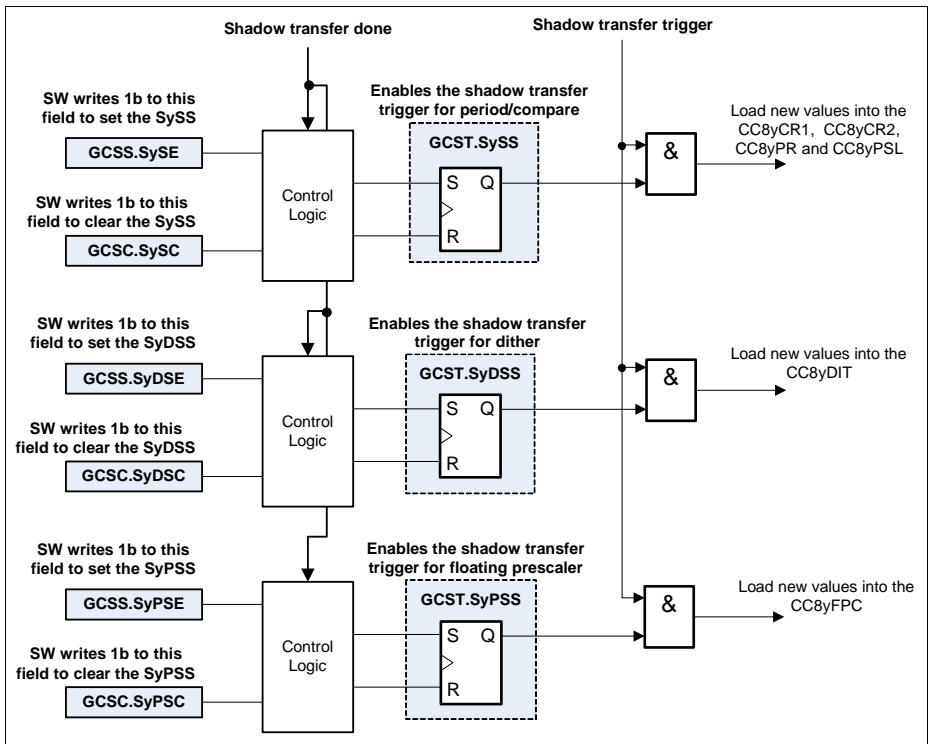 Shadow transfer done
Shadow transfer trigger
SW writes 1b to this
field to set the SySS
GCSS.SySE
SW writes 1b to this
field to clear the SySS
GCSC.SySC
Control
Logic
Enables the shadow transfer
trigger for period/compare
GCST.SySS
S Q
R
&
Load new values into the
CC8yCR1, CC8yCR2,
CC8yPR and CC8yPSL
SW writes 1b to this
field to set the SyDSS
GCSS.SyDSE
SW writes 1b to this
field to clear the SyDSS
GCSC.SyDSC
Control
Logic
Enables the shadow transfer
trigger for dither
GCST.SyDSS
S Q
R
&
Load new values into the
CC8yDIT
SW writes 1b to this
field to set the SyPSS
GCSS.SyPSE
SW writes 1b to this
field to clear the SyPSS
GCSC.SyPSC
Control
Logic
Enables the shadow transfer
trigger for floating prescaler
GCST.SyPSS
S Q
R
&
Load new values into the
CC8yFPC